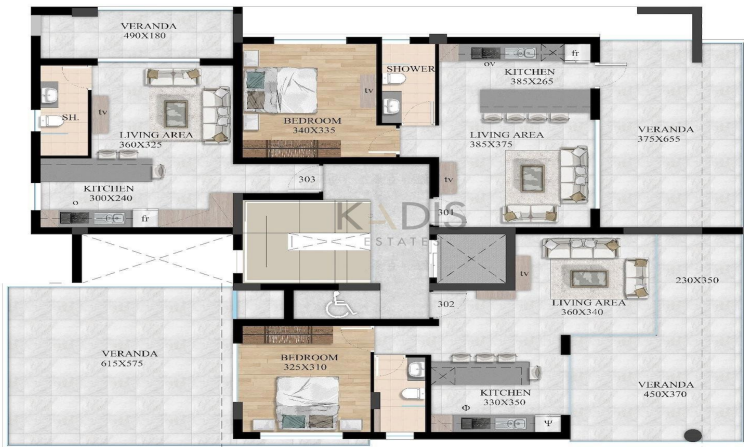 VERANDA
490X180
SHOWER
ov
fr
KITCHEN
385X265
tv
SH.
tv
BEDROOM
340X335
LIVING AREA
360X325
LIVING AREA
385X375
VERANDA
375X655
KITCHEN
300X240
303
tv
o
fr
301
KADIS
ESTATES
302
tv
LIVING AREA
360X340
230X350
VERANDA
615X575
BEDROOM
325X310
KITCHEN
330X350
VERANDA
450X370
Φ
Ψ